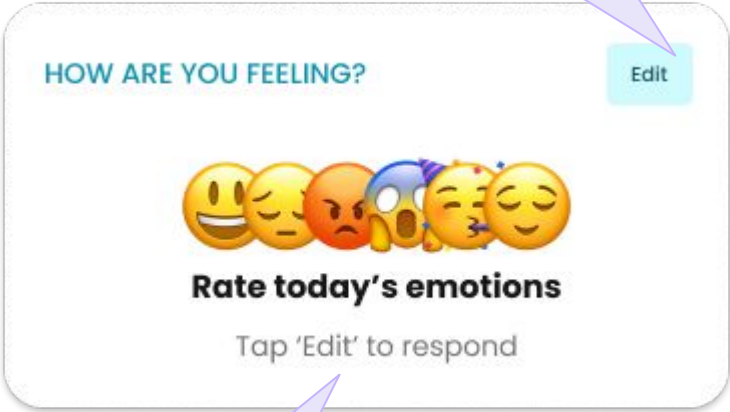 HOW ARE YOU FEELING?
Edit
Rate today’s emotions
Tap ‘Edit’ to respond